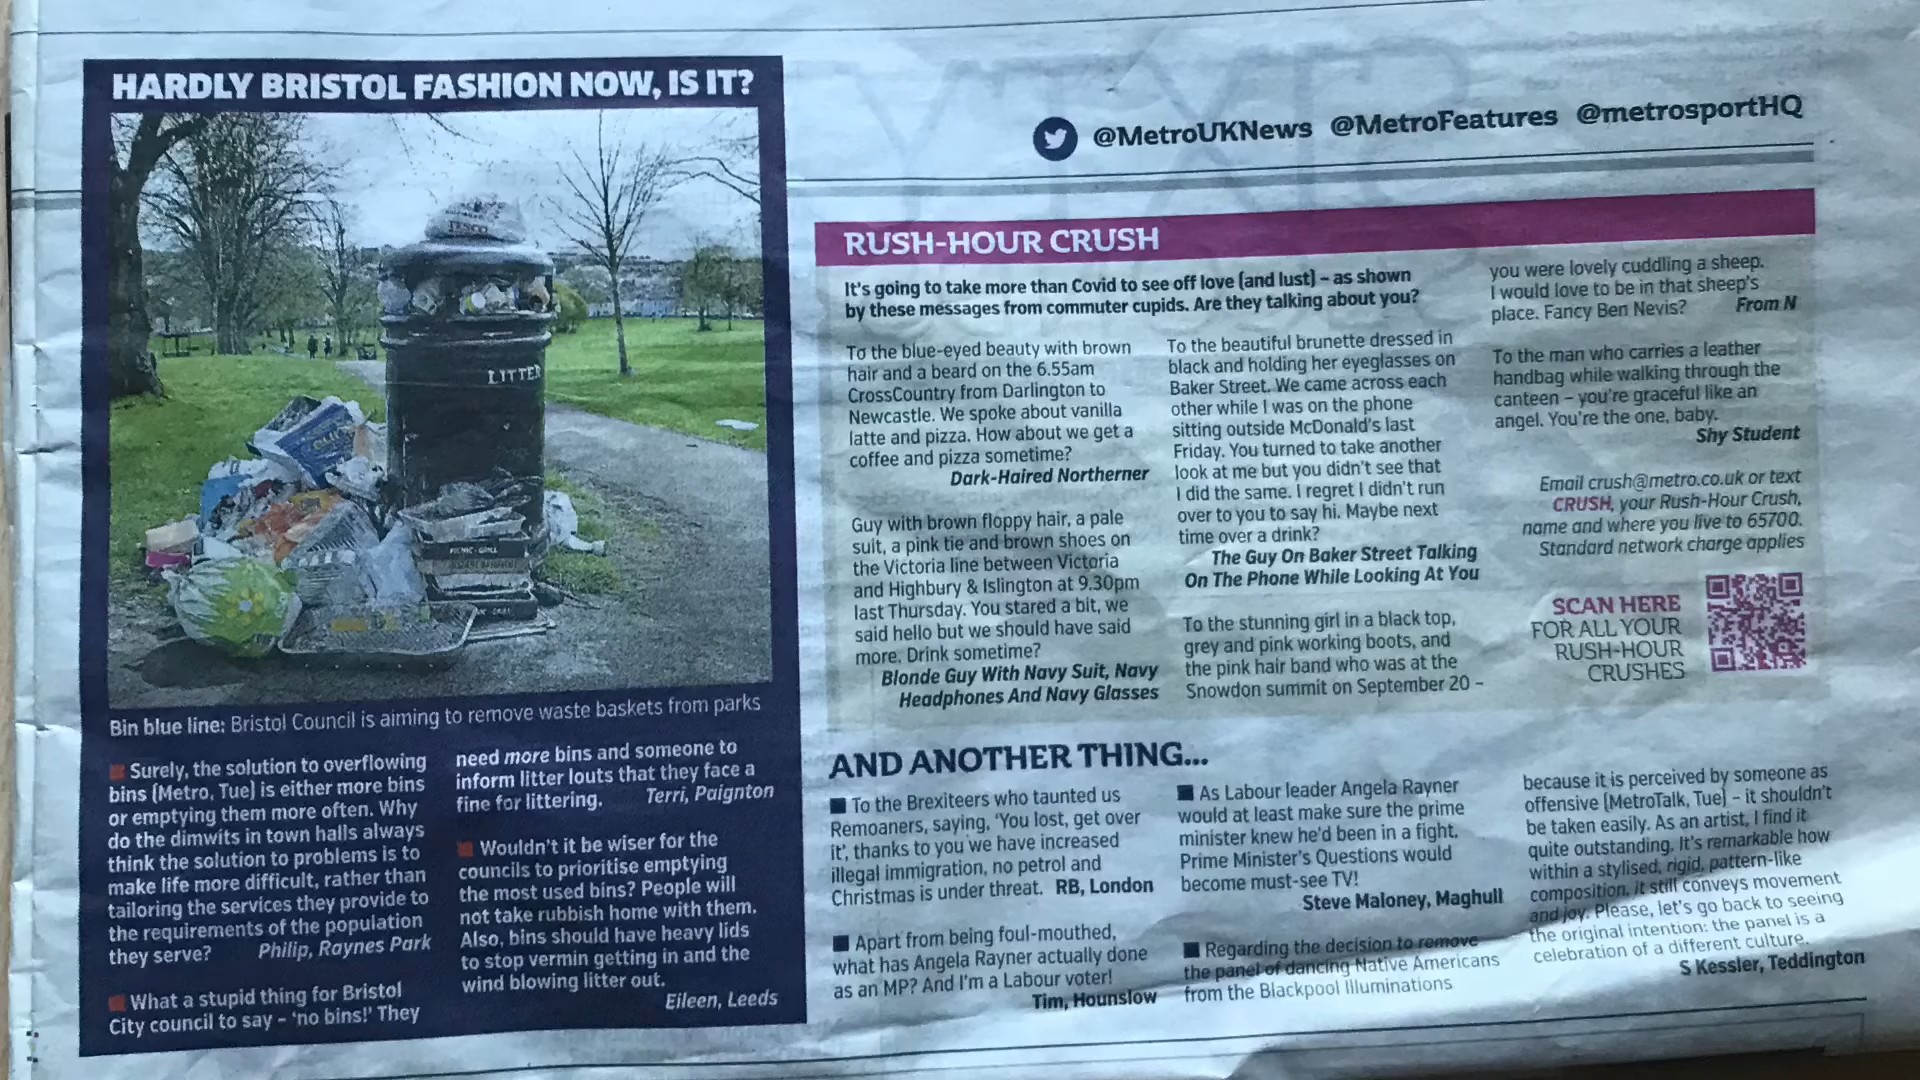 HARDLY BRISTOL FASHION NOW, IS IT?
TESCO
LITTER
PICNIC-GRILL
Bin blue line: Bristol Council is aiming to remove waste baskets from parks
Surely, the solution to overflowing
bins (Metro, Tue) is either more bins
or emptying them more often. Why
do the dimwits in town halls always
think the solution to problems is to
make life more difficult, rather than
tailoring the services they provide to
the requirements of the population
they serve? Philip, Raynes Park
What a stupid thing for Bristol
City council to say – 'no bins!' They
need more bins and someone to
inform litter louts that they face a
fine for littering. Terri, Paignton
Wouldn't it be wiser for the
councils to prioritise emptying
the most used bins? People will
not take rubbish home with them.
Also, bins should have heavy lids
to stop vermin getting in and the
wind blowing litter out.
Eileen, Leeds
@MetroUKNews @MetroFeatures @metrosportHQ
RUSH-HOUR CRUSH
It's going to take more than Covid to see off love (and lust) – as shown
by these messages from commuter cupids. Are they talking about you?
To the blue-eyed beauty with brown
hair and a beard on the 6.55am
CrossCountry from Darlington to
Newcastle. We spoke about vanilla
latte and pizza. How about we get a
coffee and pizza sometime?
Dark-Haired Northerner
Guy with brown floppy hair, a pale
suit, a pink tie and brown shoes on
the Victoria line between Victoria
and Highbury & Islington at 9.30pm
last Thursday. You stared a bit, we
said hello but we should have said
more. Drink sometime?
Blonde Guy With Navy Suit, Navy
Headphones And Navy Glasses
To the beautiful brunette dressed in
black and holding her eyeglasses on
Baker Street. We came across each
other while I was on the phone
sitting outside McDonald's last
Friday. You turned to take another
look at me but you didn't see that
I did the same. I regret I didn't run
over to you to say hi. Maybe next
time over a drink?
The Guy On Baker Street Talking
On The Phone While Looking At You
To the stunning girl in a black top,
grey and pink working boots, and
the pink hair band who was at the
Snowdon summit on September 20 –
you were lovely cuddling a sheep.
I would love to be in that sheep's
place. Fancy Ben Nevis? From N
To the man who carries a leather
handbag while walking through the
canteen – you're graceful like an
angel. You're the one, baby.
Shy Student
Email crush@metro.co.uk or text
CRUSH, your Rush-Hour Crush,
name and where you live to 65700.
Standard network charge applies
SCAN HERE
FOR ALL YOUR
RUSH-HOUR
CRUSHES
AND ANOTHER THING...
To the Brexiteers who taunted us
Remoaners, saying, 'You lost, get over
it', thanks to you we have increased
illegal immigration, no petrol and
Christmas is under threat. RB, London
Apart from being foul-mouthed,
what has Angela Rayner actually done
as an MP? And I'm a Labour voter!
Tim, Hounslow
As Labour leader Angela Rayner
would at least make sure the prime
minister knew he'd been in a fight.
Prime Minister's Questions would
become must-see TV!
Steve Maloney, Maghull
Regarding the decision to remove
the panel of dancing Native Americans
from the Blackpool Illuminations
because it is perceived by someone as
offensive (MetroTalk, Tue) – it shouldn't
be taken easily. As an artist, I find it
quite outstanding. It's remarkable how
within a stylised, rigid, pattern-like
composition, it still conveys movement
and joy. Please, let's go back to seeing
the original intention: the panel is a
celebration of a different culture.
S Kessler, Teddington